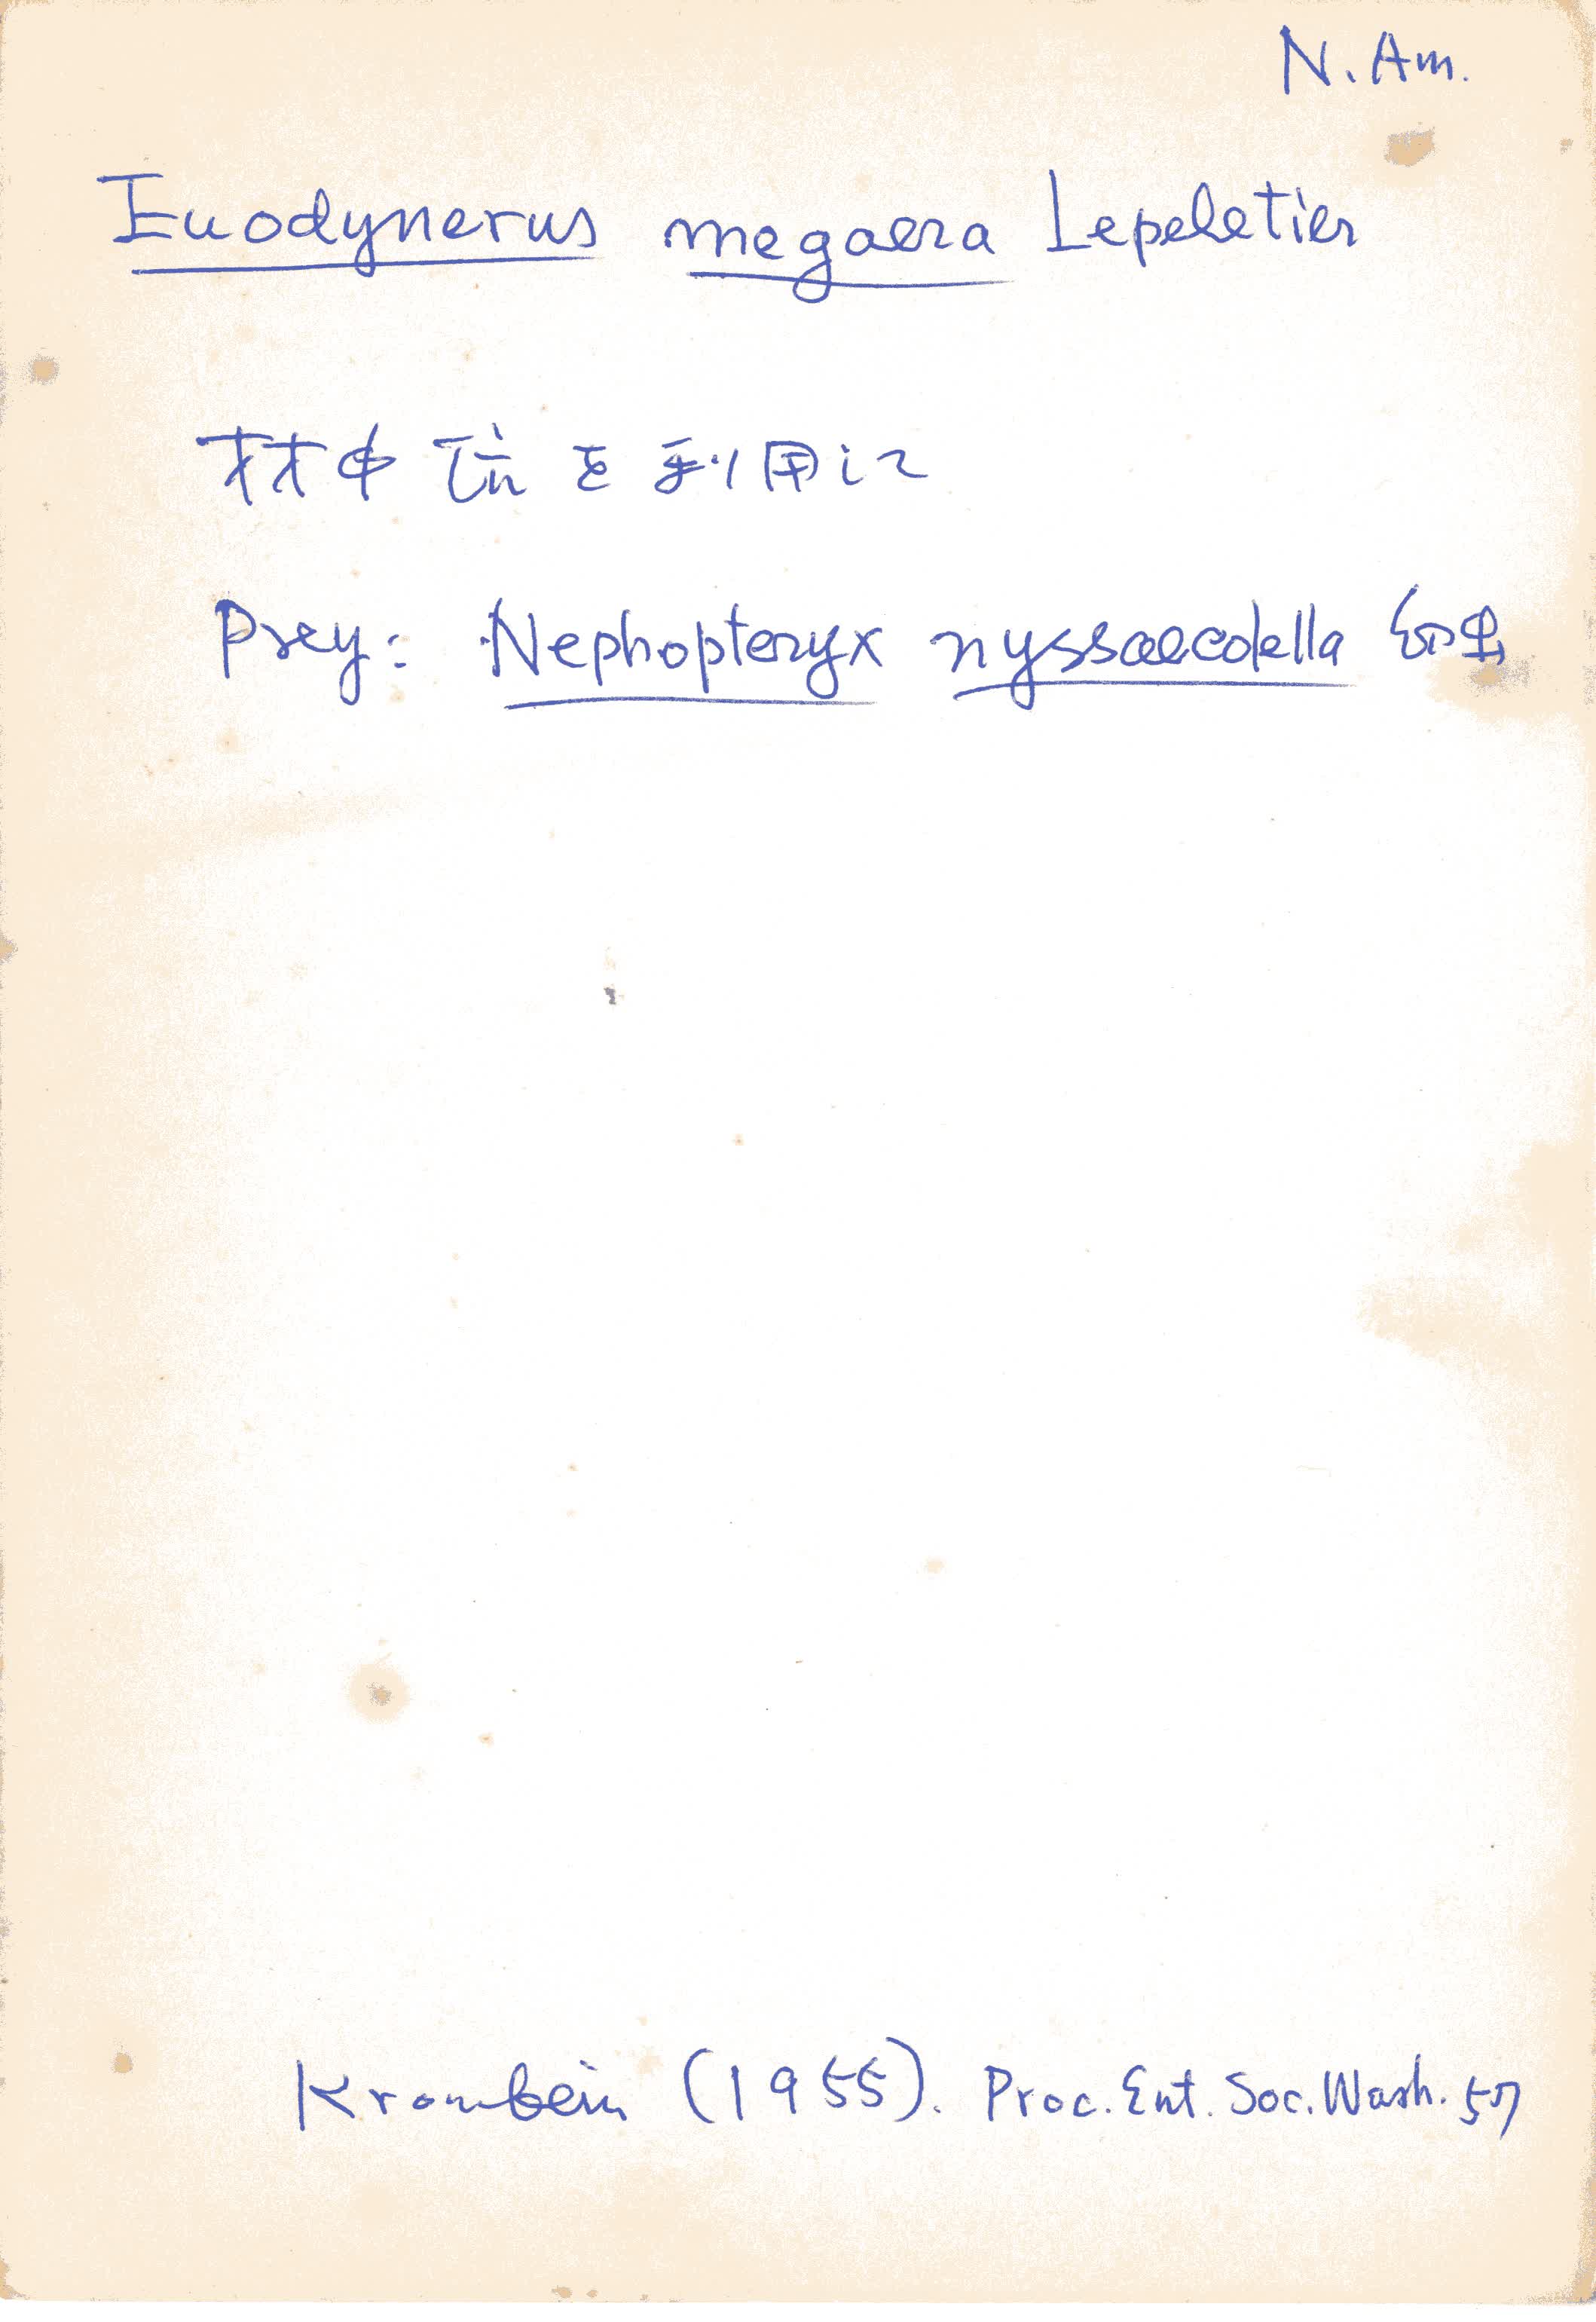 N. Am.
Euodynerus megaera Lepeletier
材中坑を利用して
Prey: Nephopteryx nyssaecolella 幼虫
Krombein (1955). Proc. Ent. Soc. Wash. 57